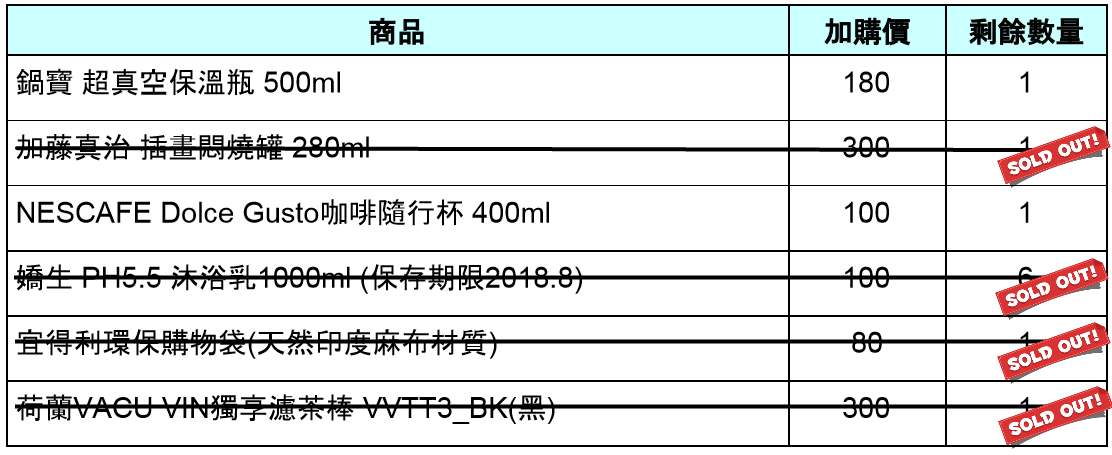 商品 加購價 剩餘數量
鍋寶 超真空保溫瓶 500ml 180 1
加藤真治 插畫悶燒罐 280ml 300 1 SOLD OUT!
NESCAFE Dolce Gusto咖啡隨行杯 400ml 100 1
嬌生 PH5.5 沐浴乳1000ml (保存期限2018.8) 100 6 SOLD OUT!
宜得利環保購物袋(天然印度麻布材質) 80 1 SOLD OUT!
荷蘭VACU VIN獨享濾茶棒 VVTT3_BK(黑) 300 1 SOLD OUT!